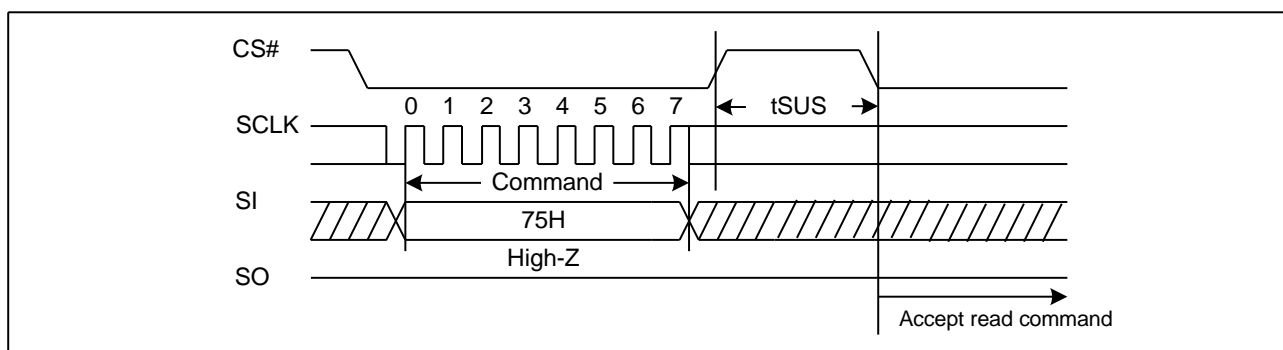 CS#
tSUS
0 1 2 3 4 5 6 7
SCLK
Command
SI
75H
High-Z
SO
Accept read command